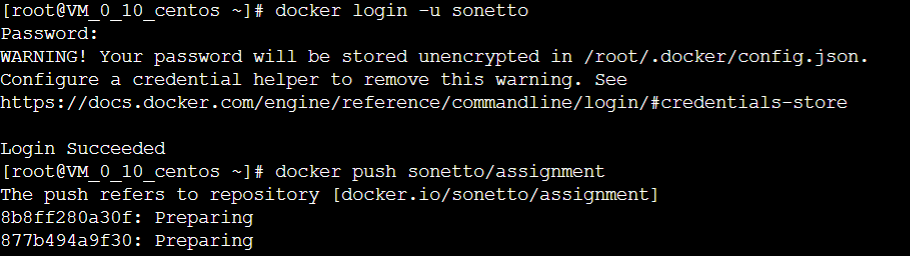 [root@VM_0_10_centos ~]# docker login -u sonetto
Password:
WARNING! Your password will be stored unencrypted in /root/.docker/config.json.
Configure a credential helper to remove this warning. See
https://docs.docker.com/engine/reference/commandline/login/#credentials-store

Login Succeeded
[root@VM_0_10_centos ~]# docker push sonetto/assignment
The push refers to repository [docker.io/sonetto/assignment]
8b8ff280a30f: Preparing
877b494a9f30: Preparing